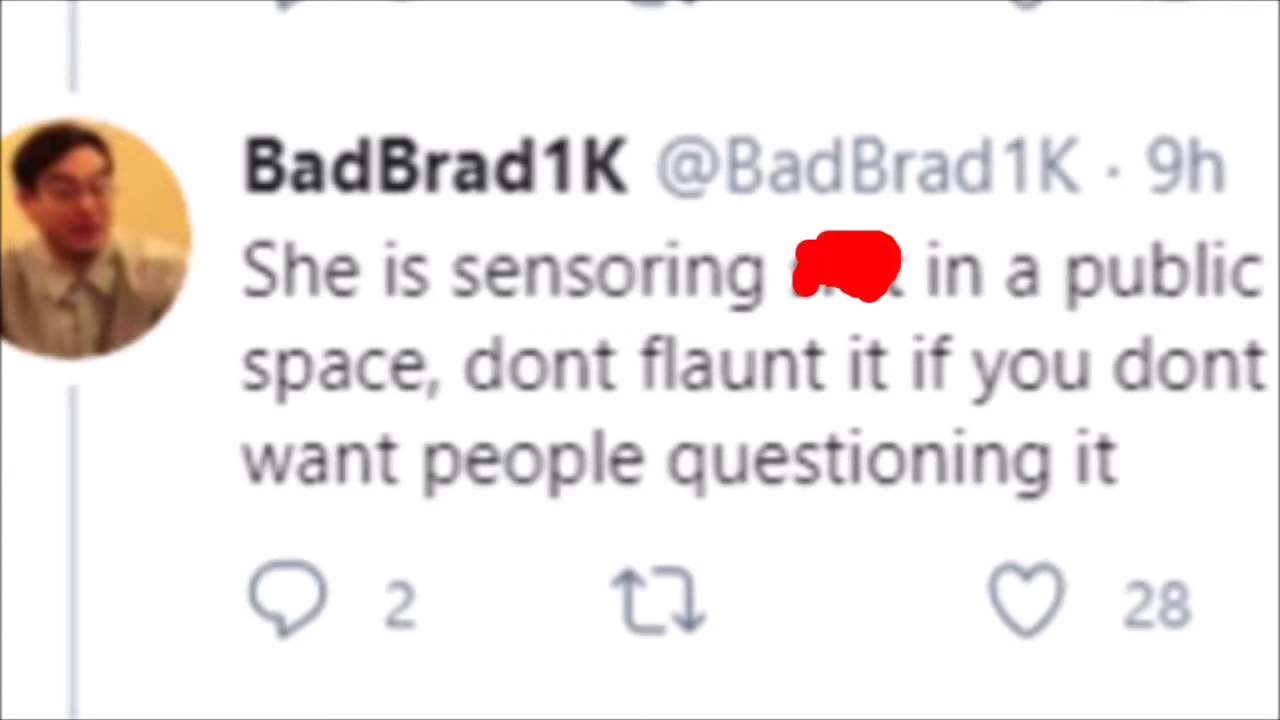 BadBrad1K @BadBrad1K · 9h
She is sensoring in a public
space, dont flaunt it if you dont
want people questioning it
2 28